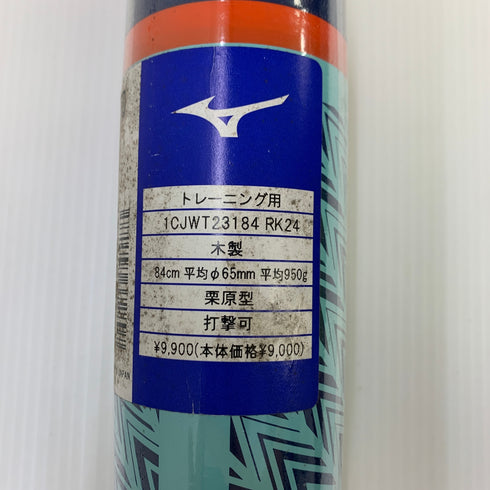 トレーニング用
1CJWT23184 RK24
木製
84cm 平均φ65mm 平均950g
栗原型
打撃可
¥9,900(本体価格¥9,000)
JAPAN